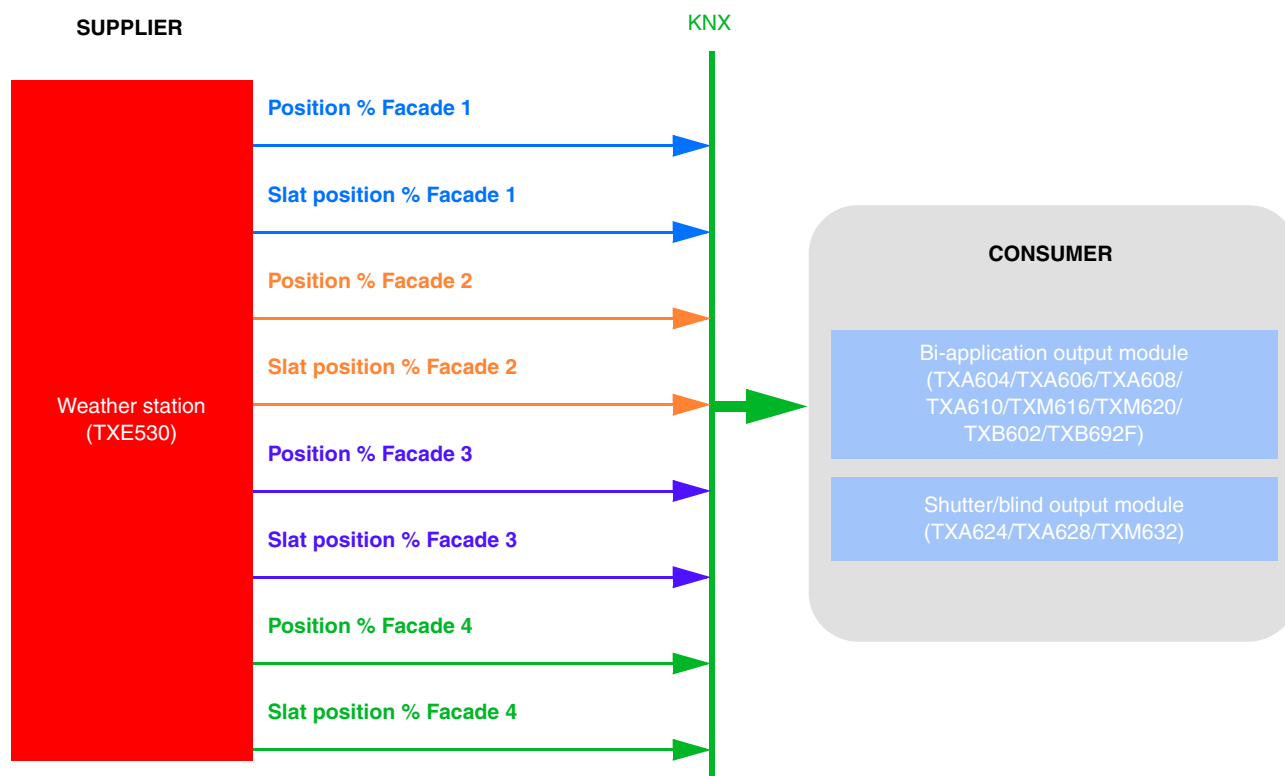 SUPPLIER
KNX
Position % Facade 1
Slat position % Facade 1
Position % Facade 2
Slat position % Facade 2
Weather station
(TXE530)
Position % Facade 3
Slat position % Facade 3
Position % Facade 4
Slat position % Facade 4
CONSUMER
Bi-application output module
(TXA604/TXA606/TXA608/
TXA610/TXM616/TXM620/
TXB602/TXB692F)
Shutter/blind output module
(TXA624/TXA628/TXM632)